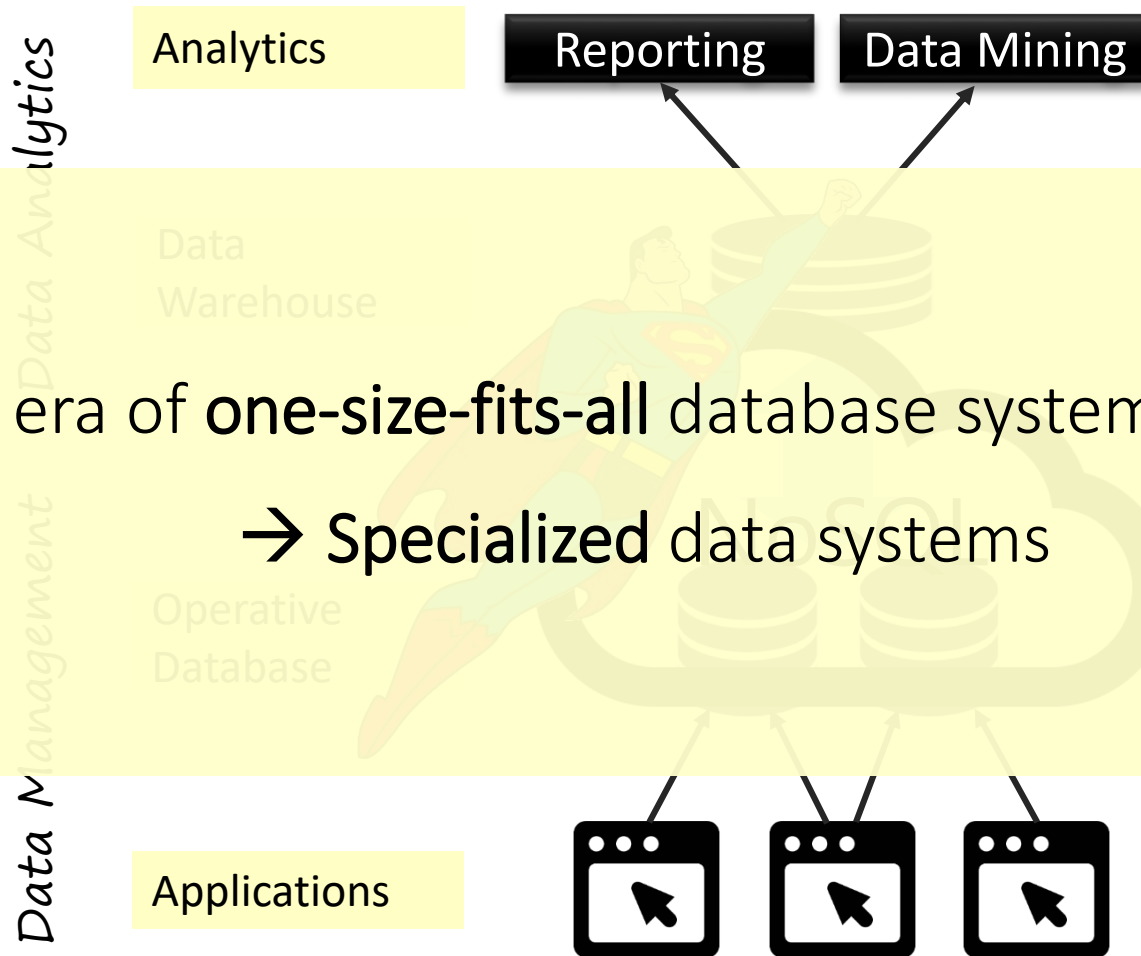 Analytics
Reporting
Data Mining
Data Analytics
Data
Warehouse
era of one-size-fits-all database system
→ Specialized data systems
NoSQL
Operative
Database
Data Management
Applications